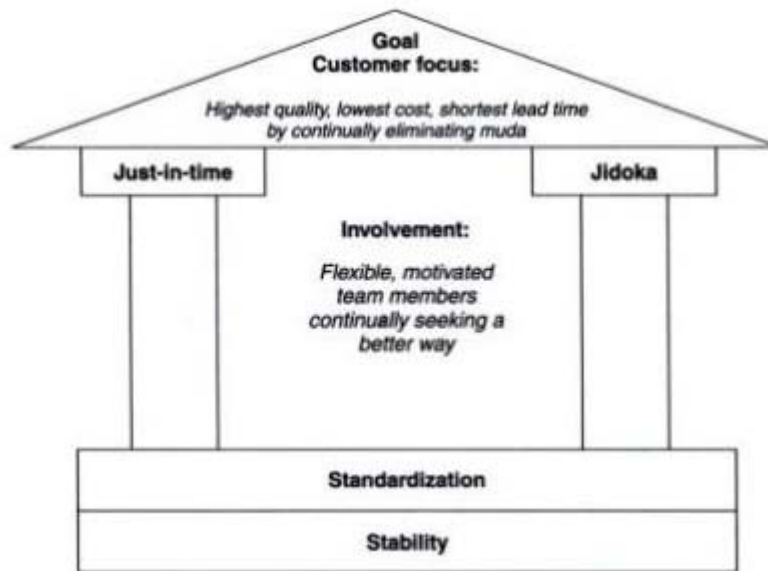 Goal
Customer focus:
Highest quality, lowest cost, shortest lead time
by continually eliminating muda
Just-in-time
Jidoka
Involvement:
Flexible, motivated
team members
continually seeking a
better way
Standardization
Stability